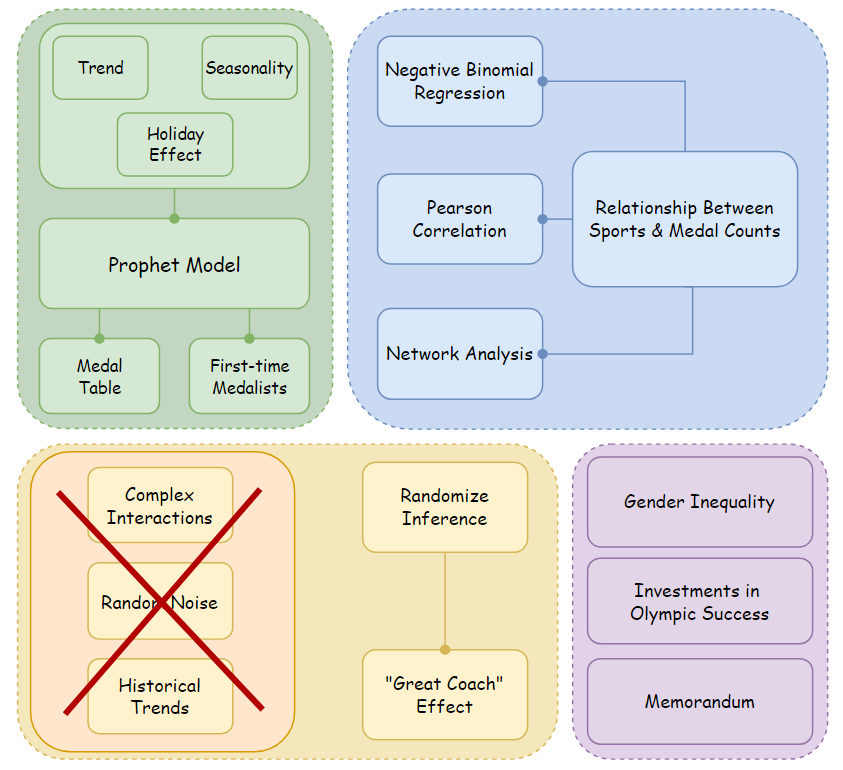 Trend
Seasonality
Holiday
Effect
Prophet Model
Medal
Table
First-time
Medalists
Negative Binomial
Regression
Pearson
Correlation
Network Analysis
Relationship Between
Sports & Medal Counts
Complex
Interactions
Random Noise
Historical
Trends
Randomize
Inference
"Great Coach"
Effect
Gender Inequality
Investments in
Olympic Success
Memorandum